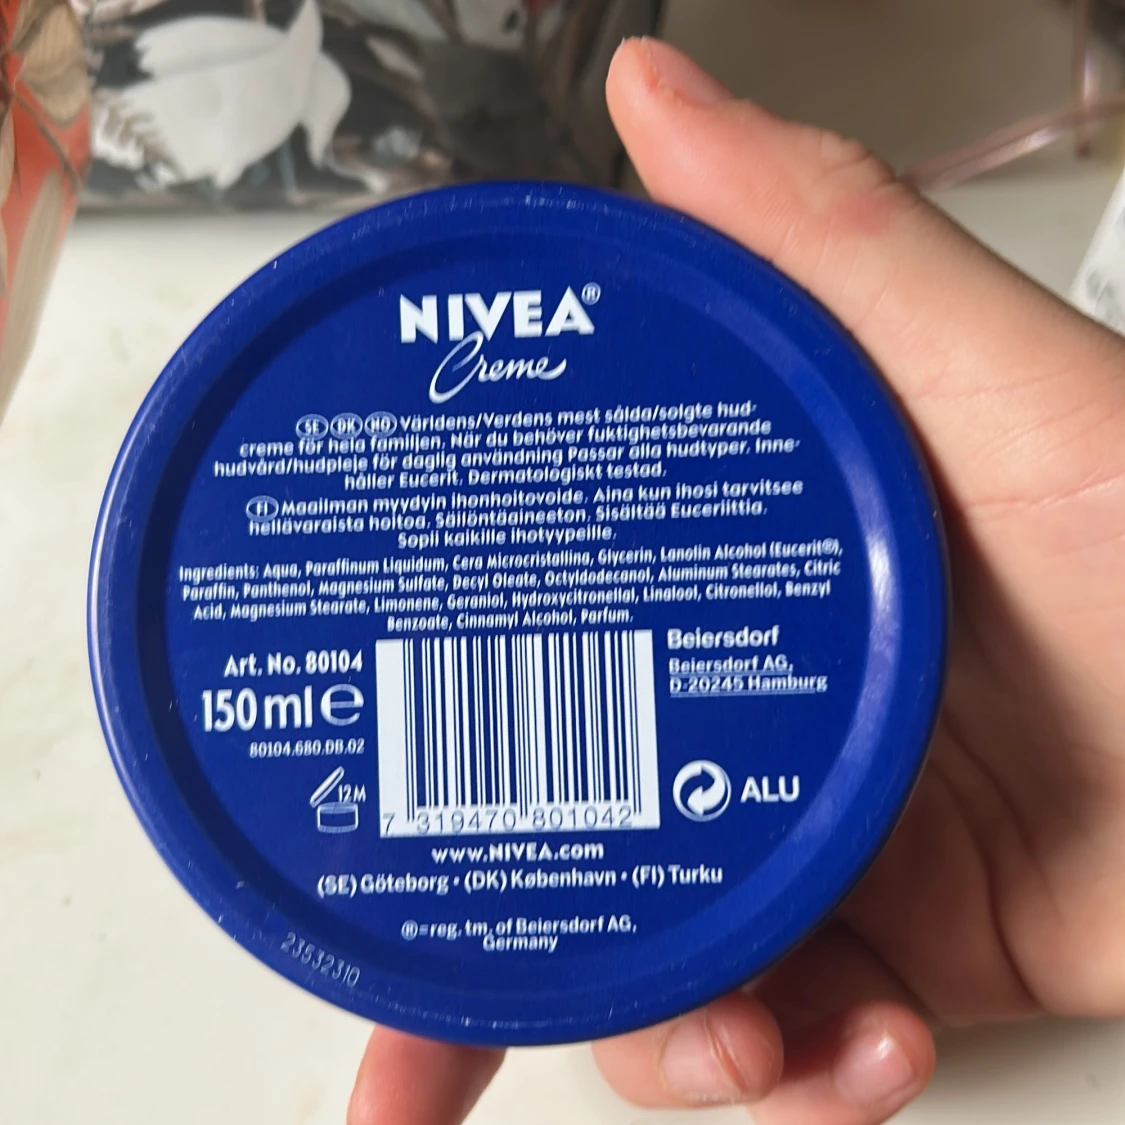 NIVEA®
Creme
SE DK NO Världens/Verdens mest sålda/solgte hud-
creme för hela familjen. När du behöver fuktighetsbevarande
hudvård/hudpleje för daglig användning Passar alla hudtyper. Inne-
håller Eucerit. Dermatologiskt testad.
FI Maailman myydyin ihonhoitovoide. Aina kun ihosi tarvitsee
hellävaraista hoitoa. Säilöntäaineeton. Sisältää Euceriittia.
Sopii kaikille ihotyypeille.
Ingredients: Aqua, Paraffinum Liquidum, Cera Microcristallina, Glycerin, Lanolin Alcohol (Eucerit®),
Paraffin, Panthenol, Magnesium Sulfate, Decyl Oleate, Octyldodecanol, Aluminum Stearates, Citric
Acid, Magnesium Stearate, Limonene, Geraniol, Hydroxycitronellal, Linalool, Citronellol, Benzyl
Benzoate, Cinnamyl Alcohol, Parfum.
Art. No. 80104
150 ml e
80104.680.DB.02
12M
7 319470 801042
Beiersdorf
Beiersdorf AG,
D-20245 Hamburg
ALU
www.NIVEA.com
(SE) Göteborg • (DK) København • (FI) Turku
®=reg. tm. of Beiersdorf AG,
Germany
23532310